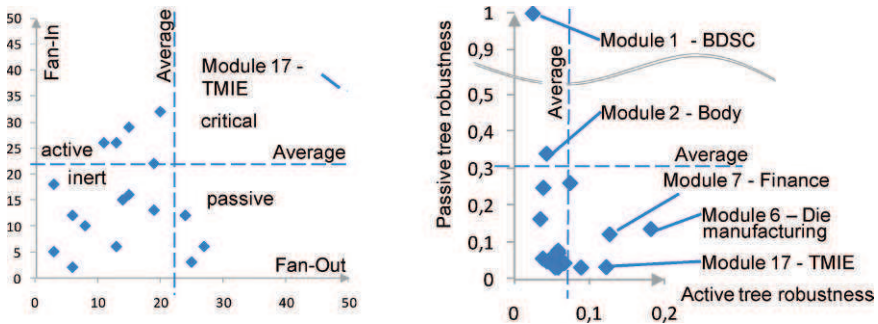 50
45
40
35
30
25
20
15
10
5
0
Fan-In
Average
Module 17 -
TMIE
critical
active
Average
inert
passive
Fan-Out
0
10
20
30
40
50
Passive tree robustness
1
0,9
0,5
0,3
0,2
0,1
0
Module 1 - BDSC
Average
Module 2 - Body
Average
Module 7 - Finance
Module 6 – Die
manufacturing
Module 17 - TMIE
0
0,1
0,2
Active tree robustness